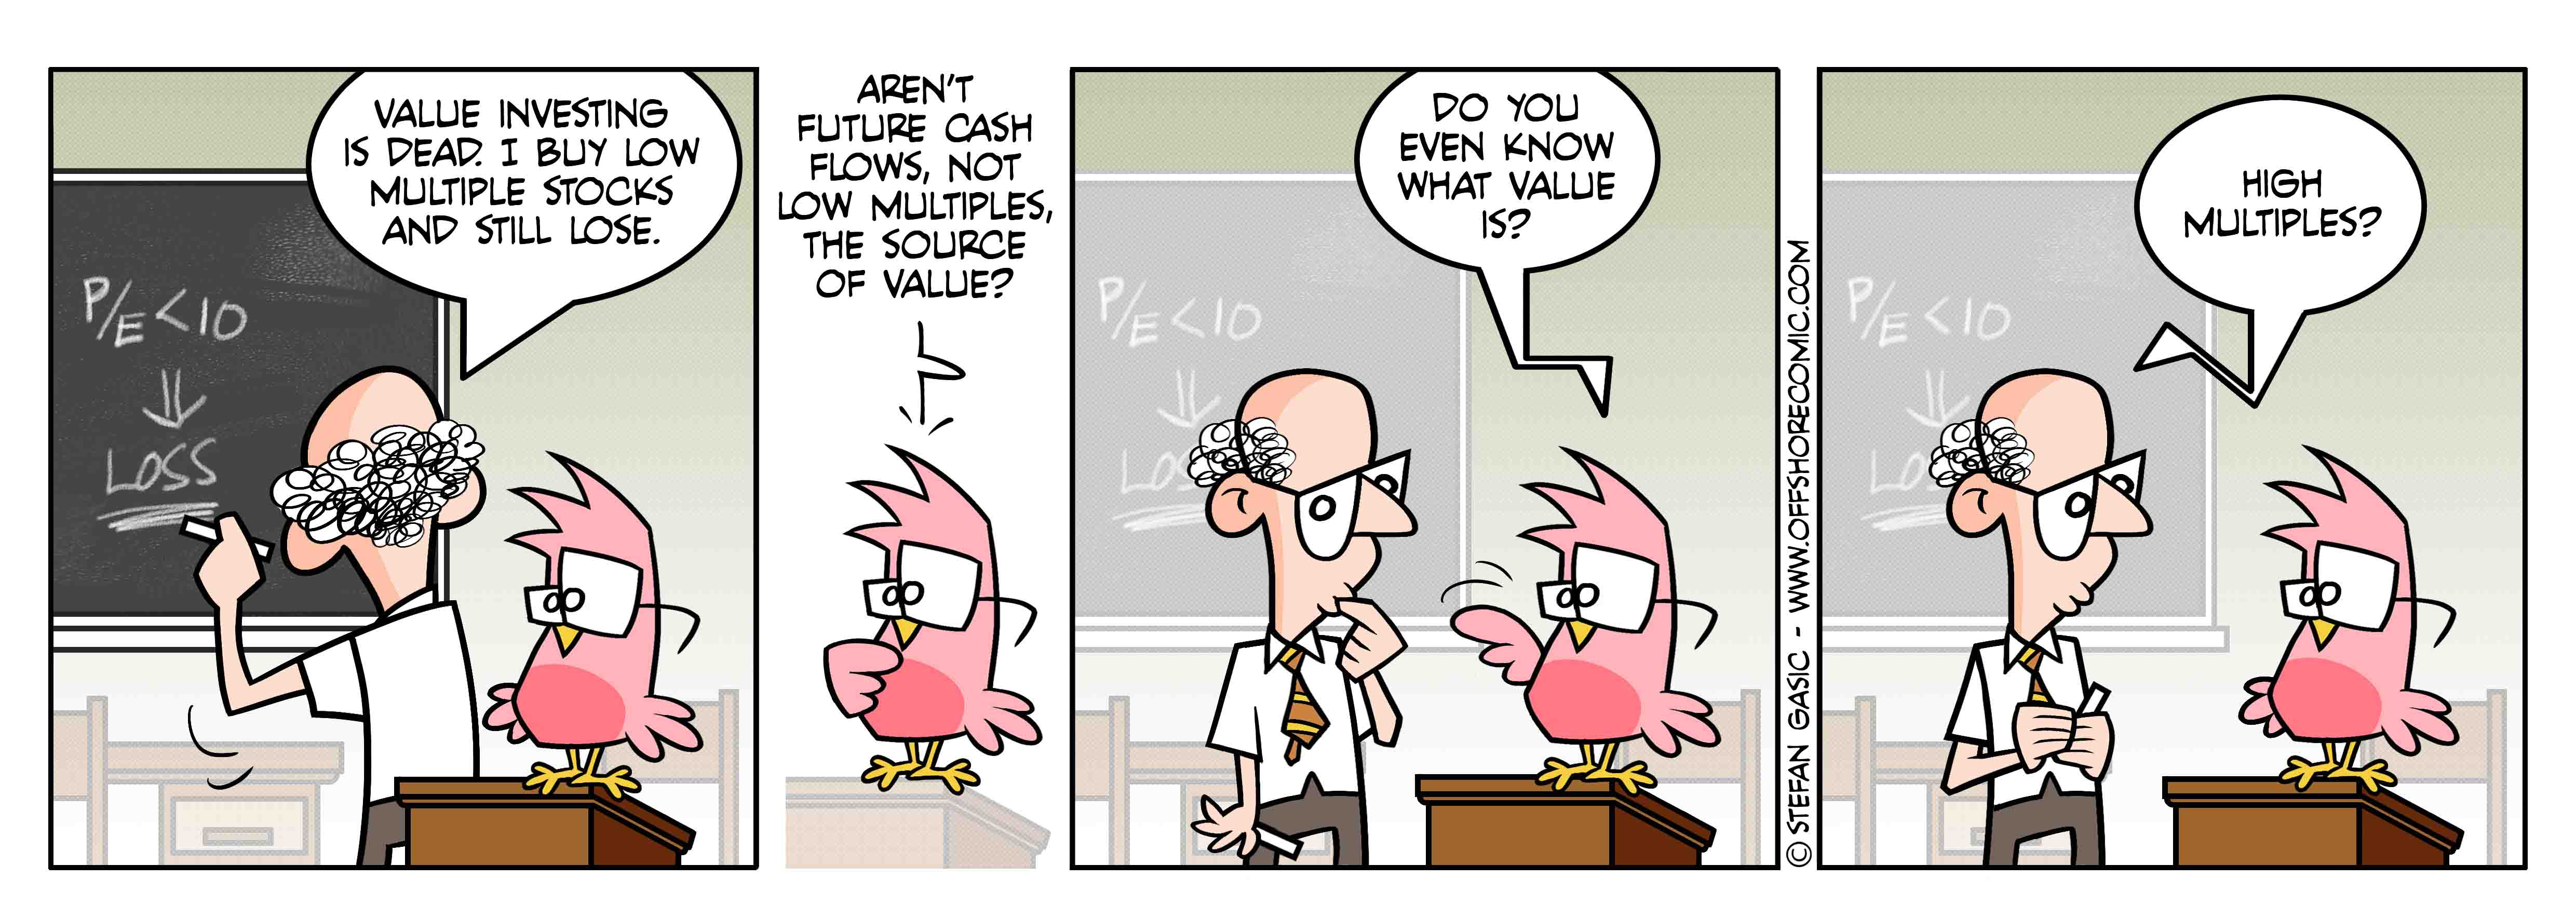 VALUE INVESTING
IS DEAD. I BUY LOW
MULTIPLE STOCKS
AND STILL LOSE.
P/E < 10
⇓
LOSS
AREN'T
FUTURE CASH
FLOWS, NOT
LOW MULTIPLES,
THE SOURCE
OF VALUE?
DO YOU
EVEN KNOW
WHAT VALUE
IS?
P/E < 10
⇓
LOSS
© STEFAN GASIC - WWW.OFFSHORECOMIC.COM
HIGH
MULTIPLES?
P/E < 10
⇓
LOSS